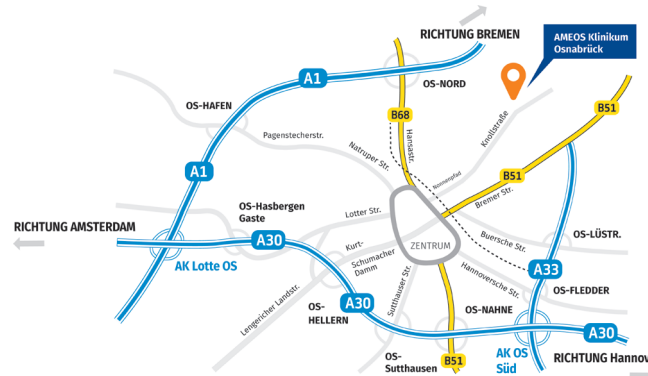 RICHTUNG BREMEN
AMEOS Klinikum
Osnabrück
A1
OS-NORD
B51
OS-HAFEN
B68
Knollstraße
Pagenstecherstr.
Hansastr.
Natruper Str.
A1
Nonnenpfad
B51
Bremer Str.
OS-Hasbergen
Gaste
Lotter Str.
RICHTUNG AMSTERDAM
A30
Kurt-
Schumacher
Damm
ZENTRUM
Buersche Str.
OS-LÜSTR.
AK Lotte OS
Hannoversche Str.
A33
Sutthauser Str.
OS-FLEDDER
Lengericher Landstr.
A30
OS-
HELLERN
OS-NAHNE
A30
OS-
Sutthausen
B51
AK OS
Süd
RICHTUNG Hannov